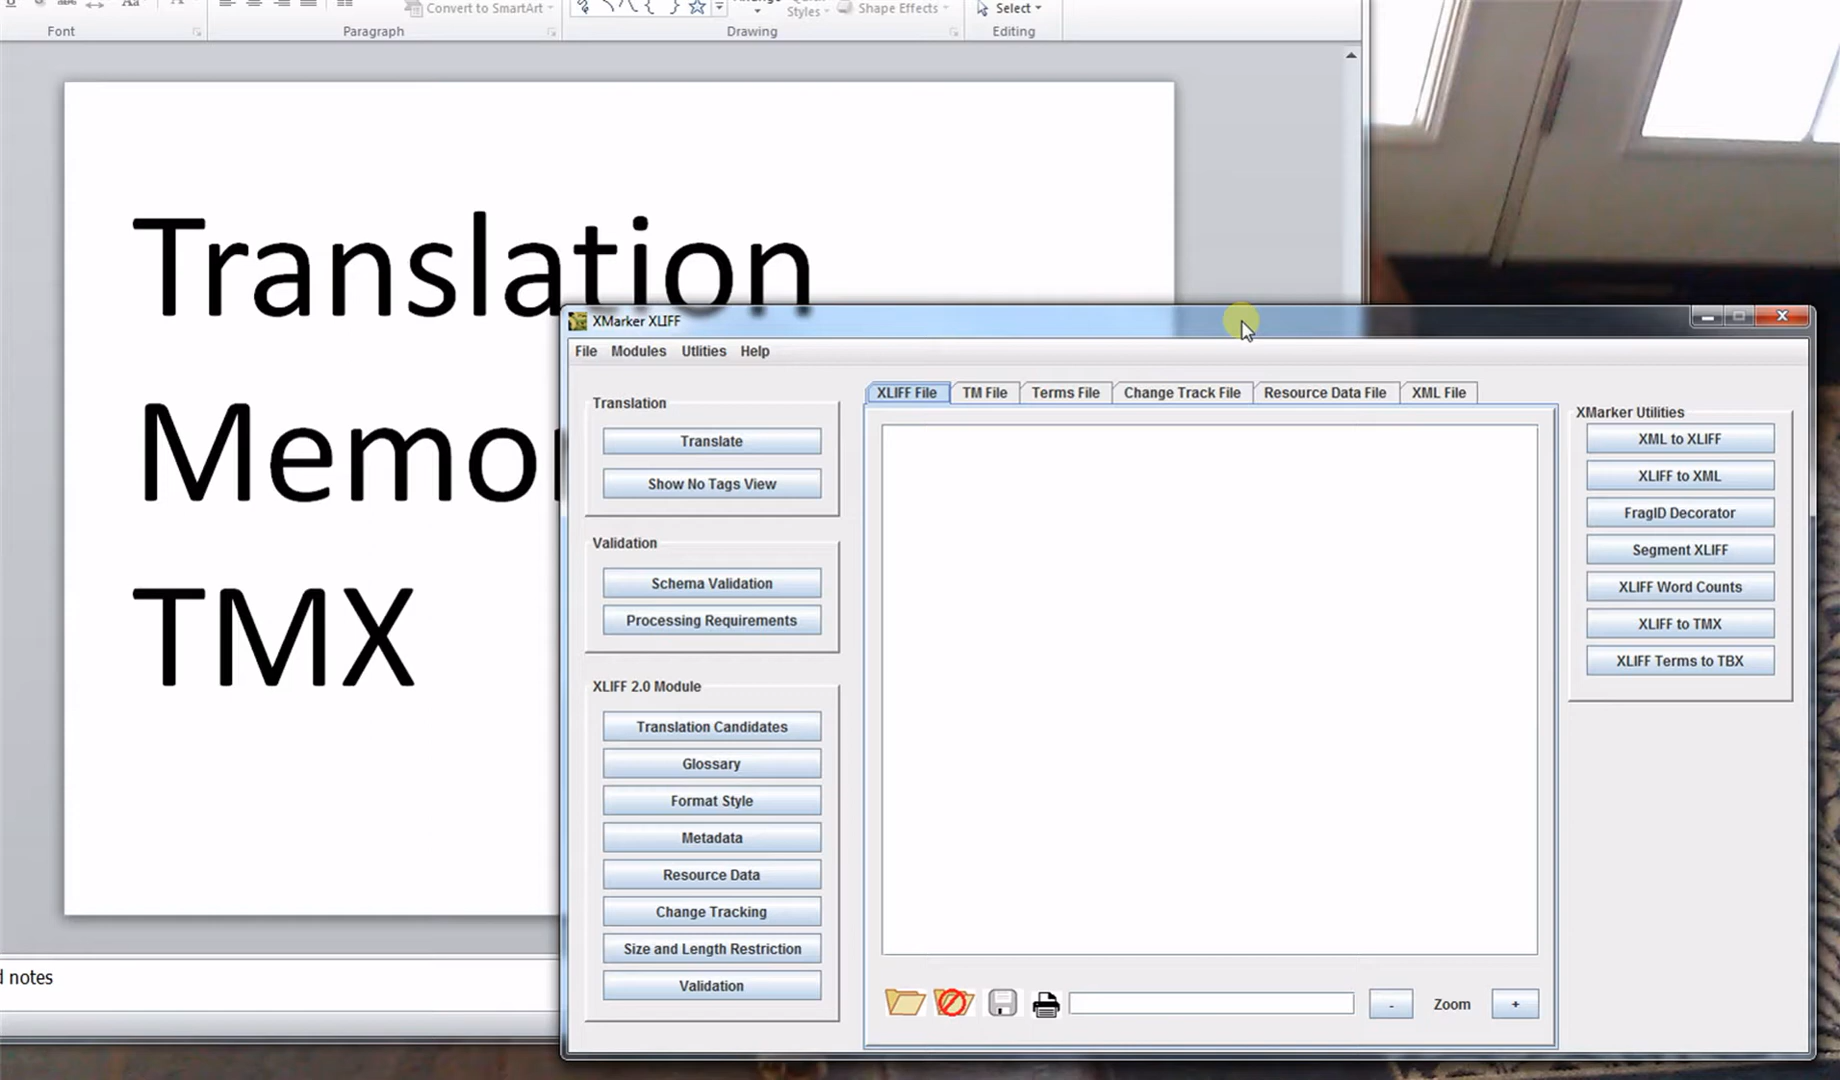 Convert to SmartArt
Styles
Shape Effects
Select
Font
Paragraph
Drawing
Editing
Translation
Memo
TMX
notes
XMarker XLIFF
File Modules Utlities Help
Translation
Translate
Show No Tags View
Validation
Schema Validation
Processing Requirements
XLIFF 2.0 Module
Translation Candidates
Glossary
Format Style
Metadata
Resource Data
Change Tracking
Size and Length Restriction
Validation
XLIFF File TM File Terms File Change Track File Resource Data File XML File
- Zoom +
XMarker Utilities
XML to XLIFF
XLIFF to XML
FragID Decorator
Segment XLIFF
XLIFF Word Counts
XLIFF to TMX
XLIFF Terms to TBX